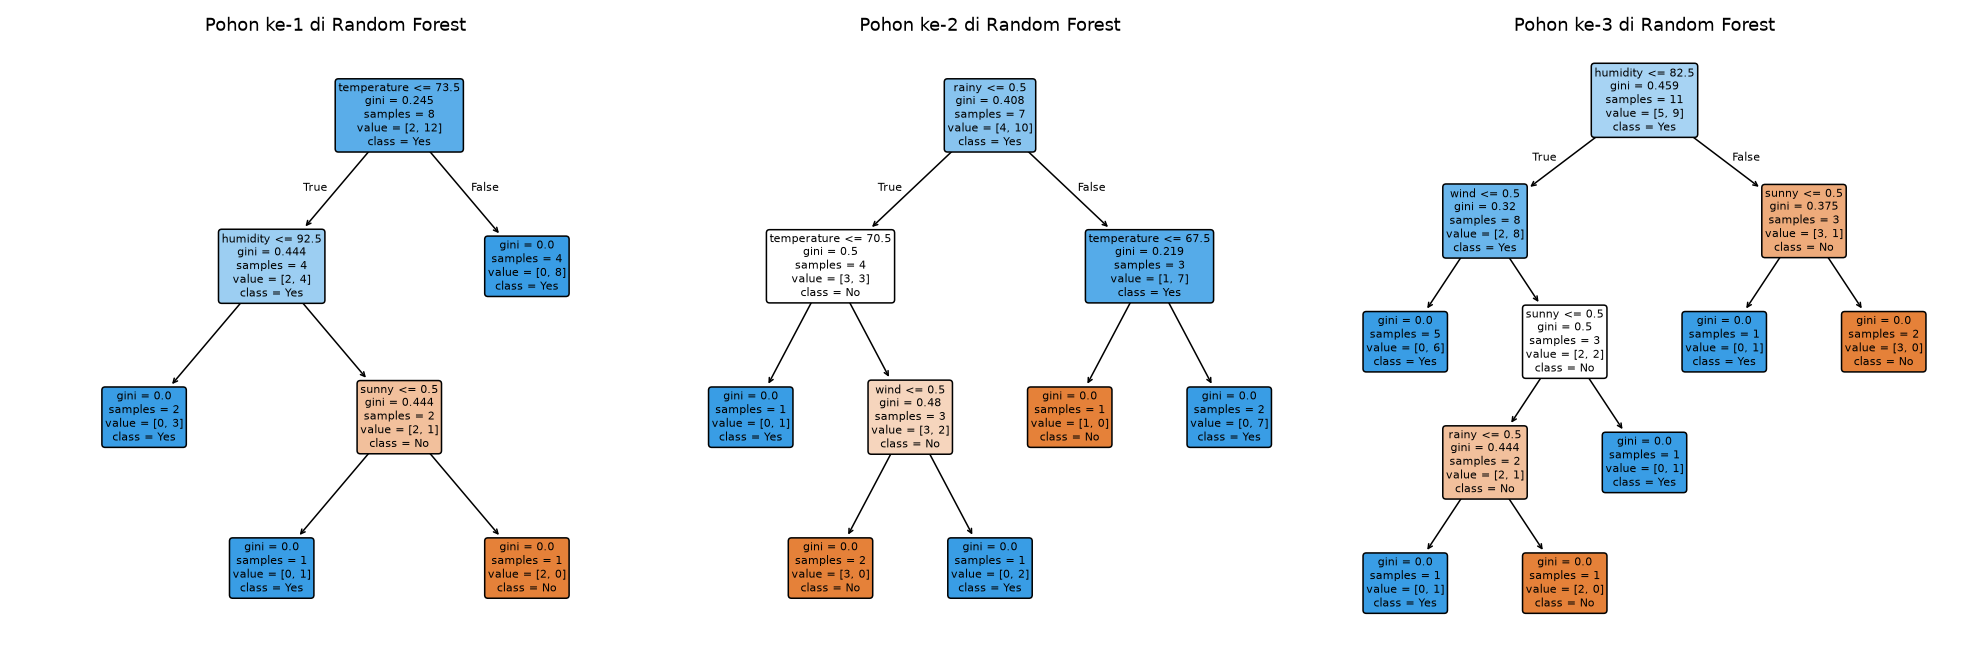 Pohon ke-1 di Random Forest
temperature <= 73.5
gini = 0.245
samples = 8
value = [2, 12]
class = Yes
True
False
humidity <= 92.5
gini = 0.444
samples = 4
value = [2, 4]
class = Yes
gini = 0.0
samples = 4
value = [0, 8]
class = Yes
gini = 0.0
samples = 2
value = [0, 3]
class = Yes
sunny <= 0.5
gini = 0.444
samples = 2
value = [2, 1]
class = No
gini = 0.0
samples = 1
value = [0, 1]
class = Yes
gini = 0.0
samples = 1
value = [2, 0]
class = No
Pohon ke-2 di Random Forest
rainy <= 0.5
gini = 0.408
samples = 7
value = [4, 10]
class = Yes
True
False
temperature <= 70.5
gini = 0.5
samples = 4
value = [3, 3]
class = No
temperature <= 67.5
gini = 0.219
samples = 3
value = [1, 7]
class = Yes
gini = 0.0
samples = 1
value = [0, 1]
class = Yes
wind <= 0.5
gini = 0.48
samples = 3
value = [3, 2]
class = No
gini = 0.0
samples = 1
value = [1, 0]
class = No
gini = 0.0
samples = 2
value = [0, 7]
class = Yes
gini = 0.0
samples = 2
value = [3, 0]
class = No
gini = 0.0
samples = 1
value = [0, 2]
class = Yes
Pohon ke-3 di Random Forest
humidity <= 82.5
gini = 0.459
samples = 11
value = [5, 9]
class = Yes
True
False
wind <= 0.5
gini = 0.32
samples = 8
value = [2, 8]
class = Yes
sunny <= 0.5
gini = 0.375
samples = 3
value = [3, 1]
class = No
gini = 0.0
samples = 5
value = [0, 6]
class = Yes
sunny <= 0.5
gini = 0.5
samples = 3
value = [2, 2]
class = No
gini = 0.0
samples = 1
value = [0, 1]
class = Yes
gini = 0.0
samples = 2
value = [3, 0]
class = No
rainy <= 0.5
gini = 0.444
samples = 2
value = [2, 1]
class = No
gini = 0.0
samples = 1
value = [0, 1]
class = Yes
gini = 0.0
samples = 1
value = [0, 1]
class = Yes
gini = 0.0
samples = 1
value = [2, 0]
class = No